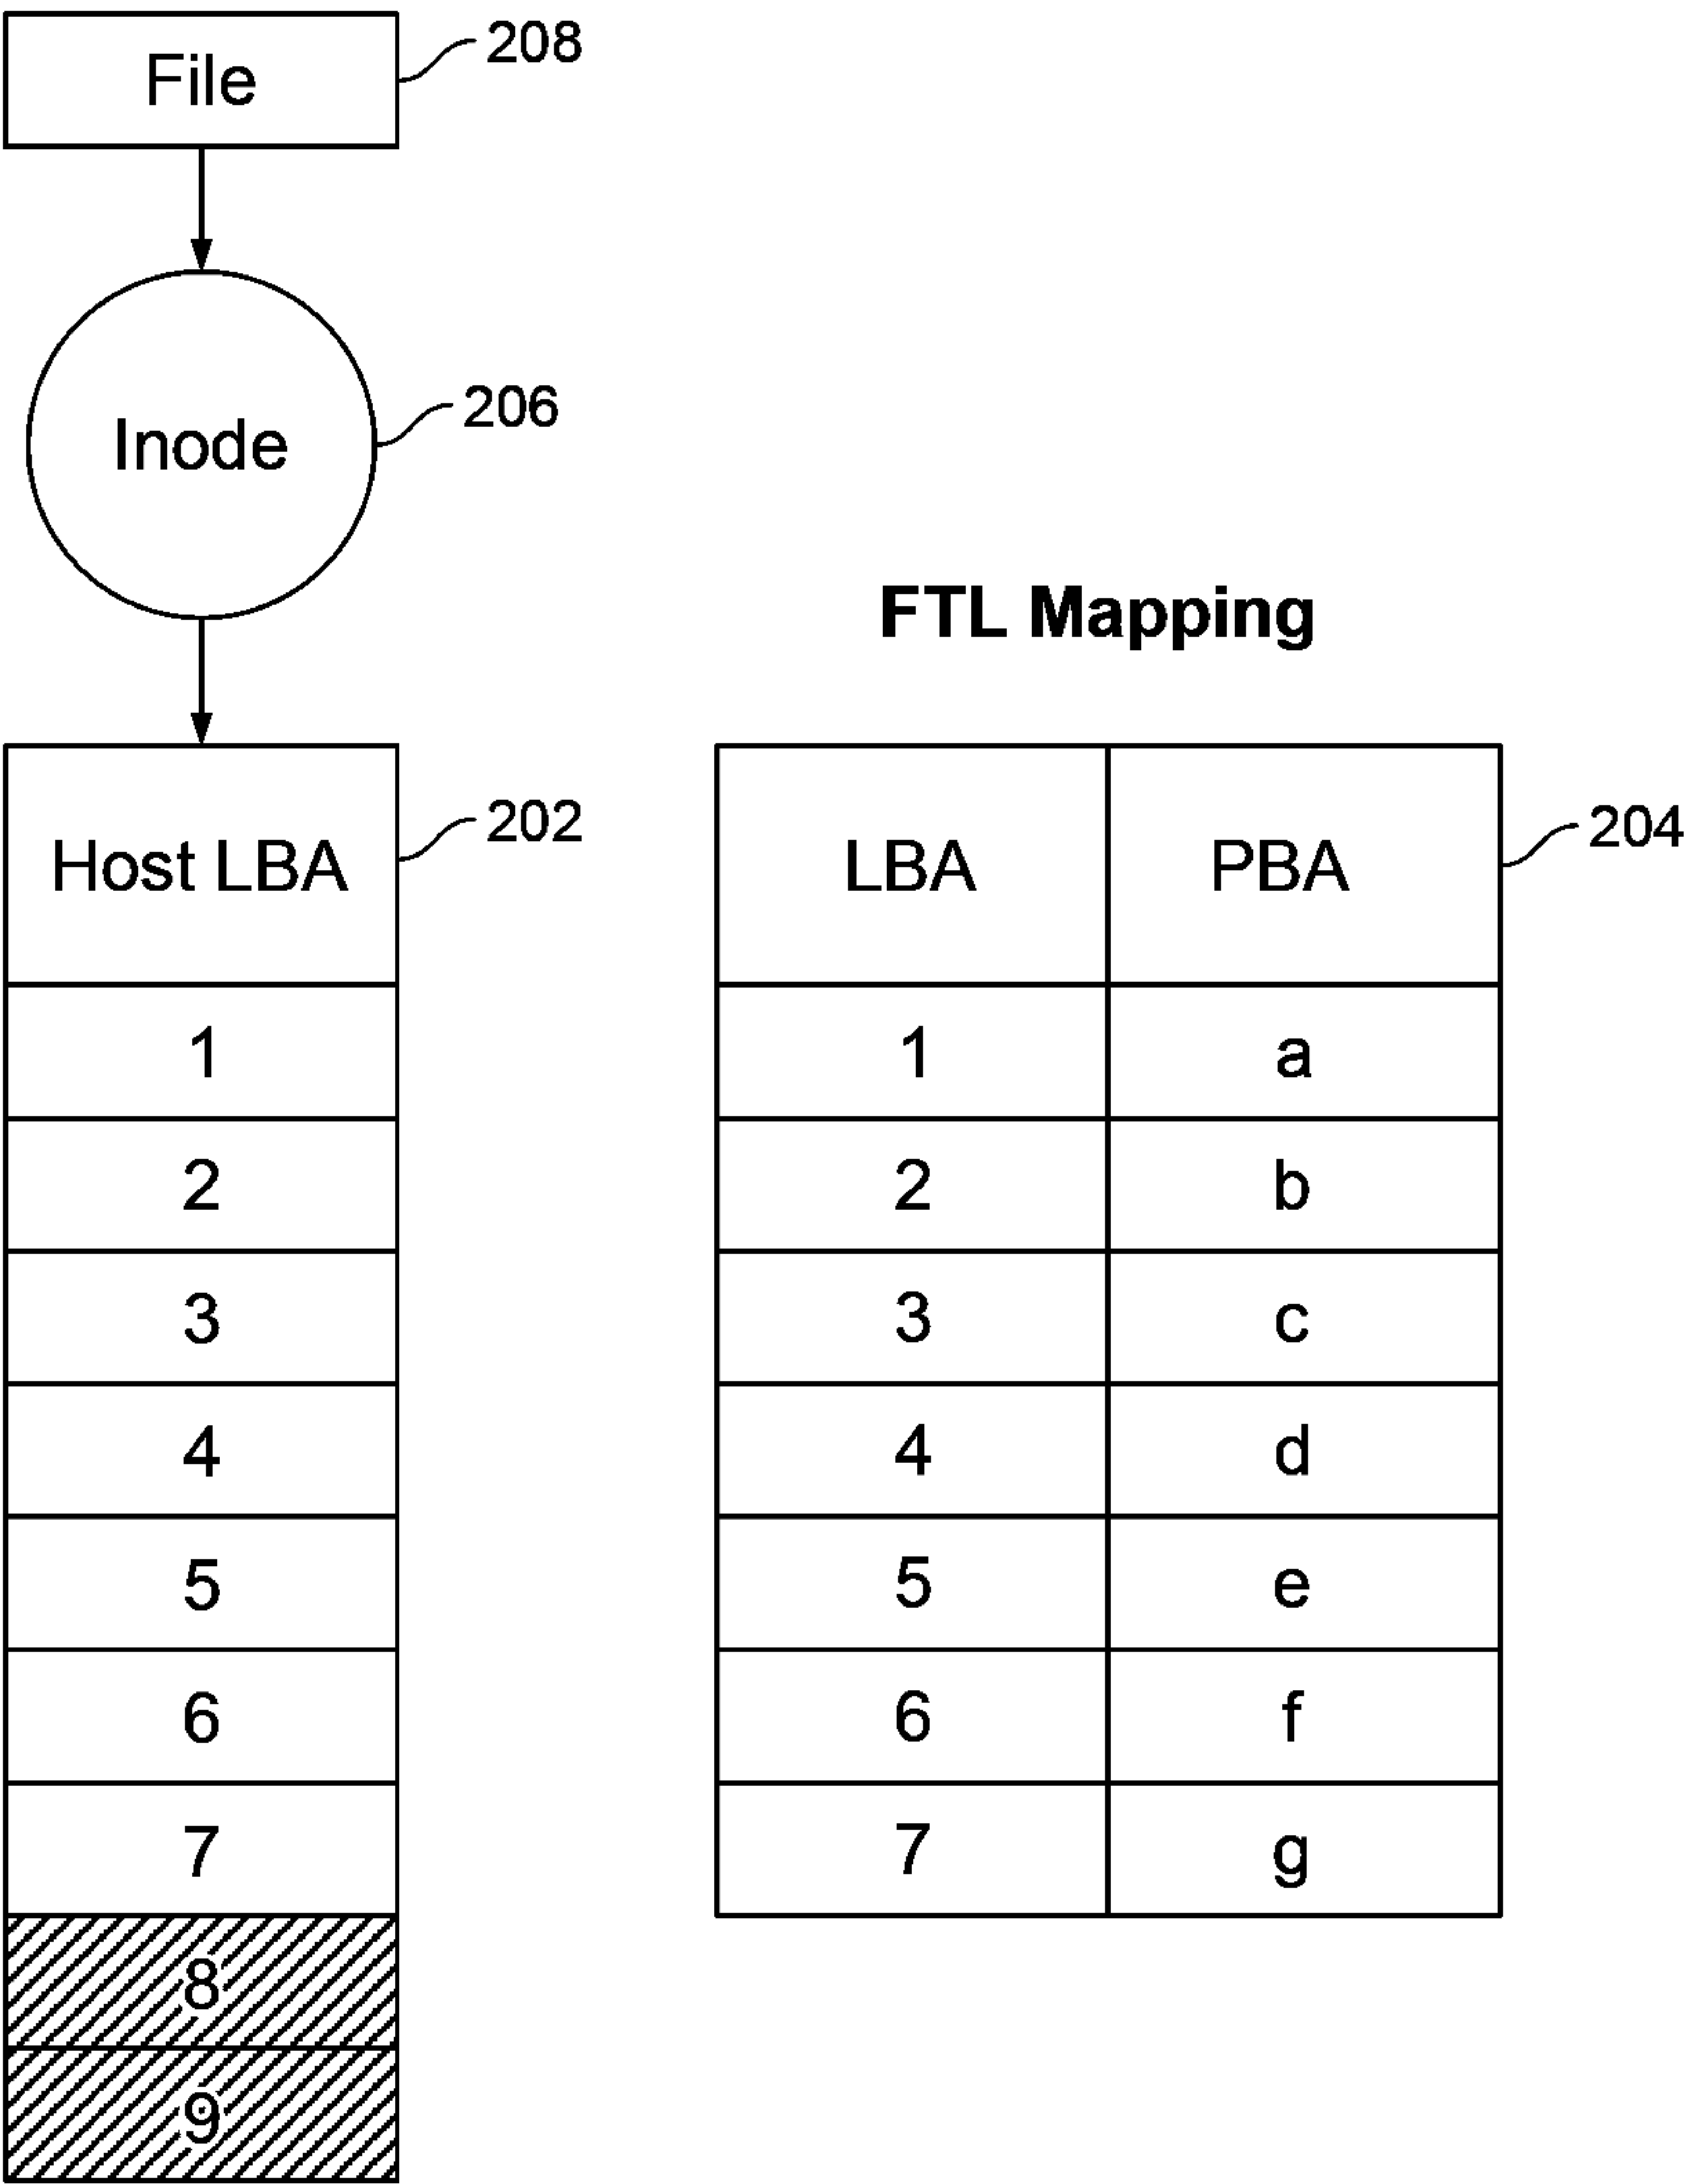 File
208
Inode
206
FTL Mapping
Host LBA
202
LBA PBA
204
1
2
3
4
5
6
7
8
9
1 a
2 b
3 c
4 d
5 e
6 f
7 g